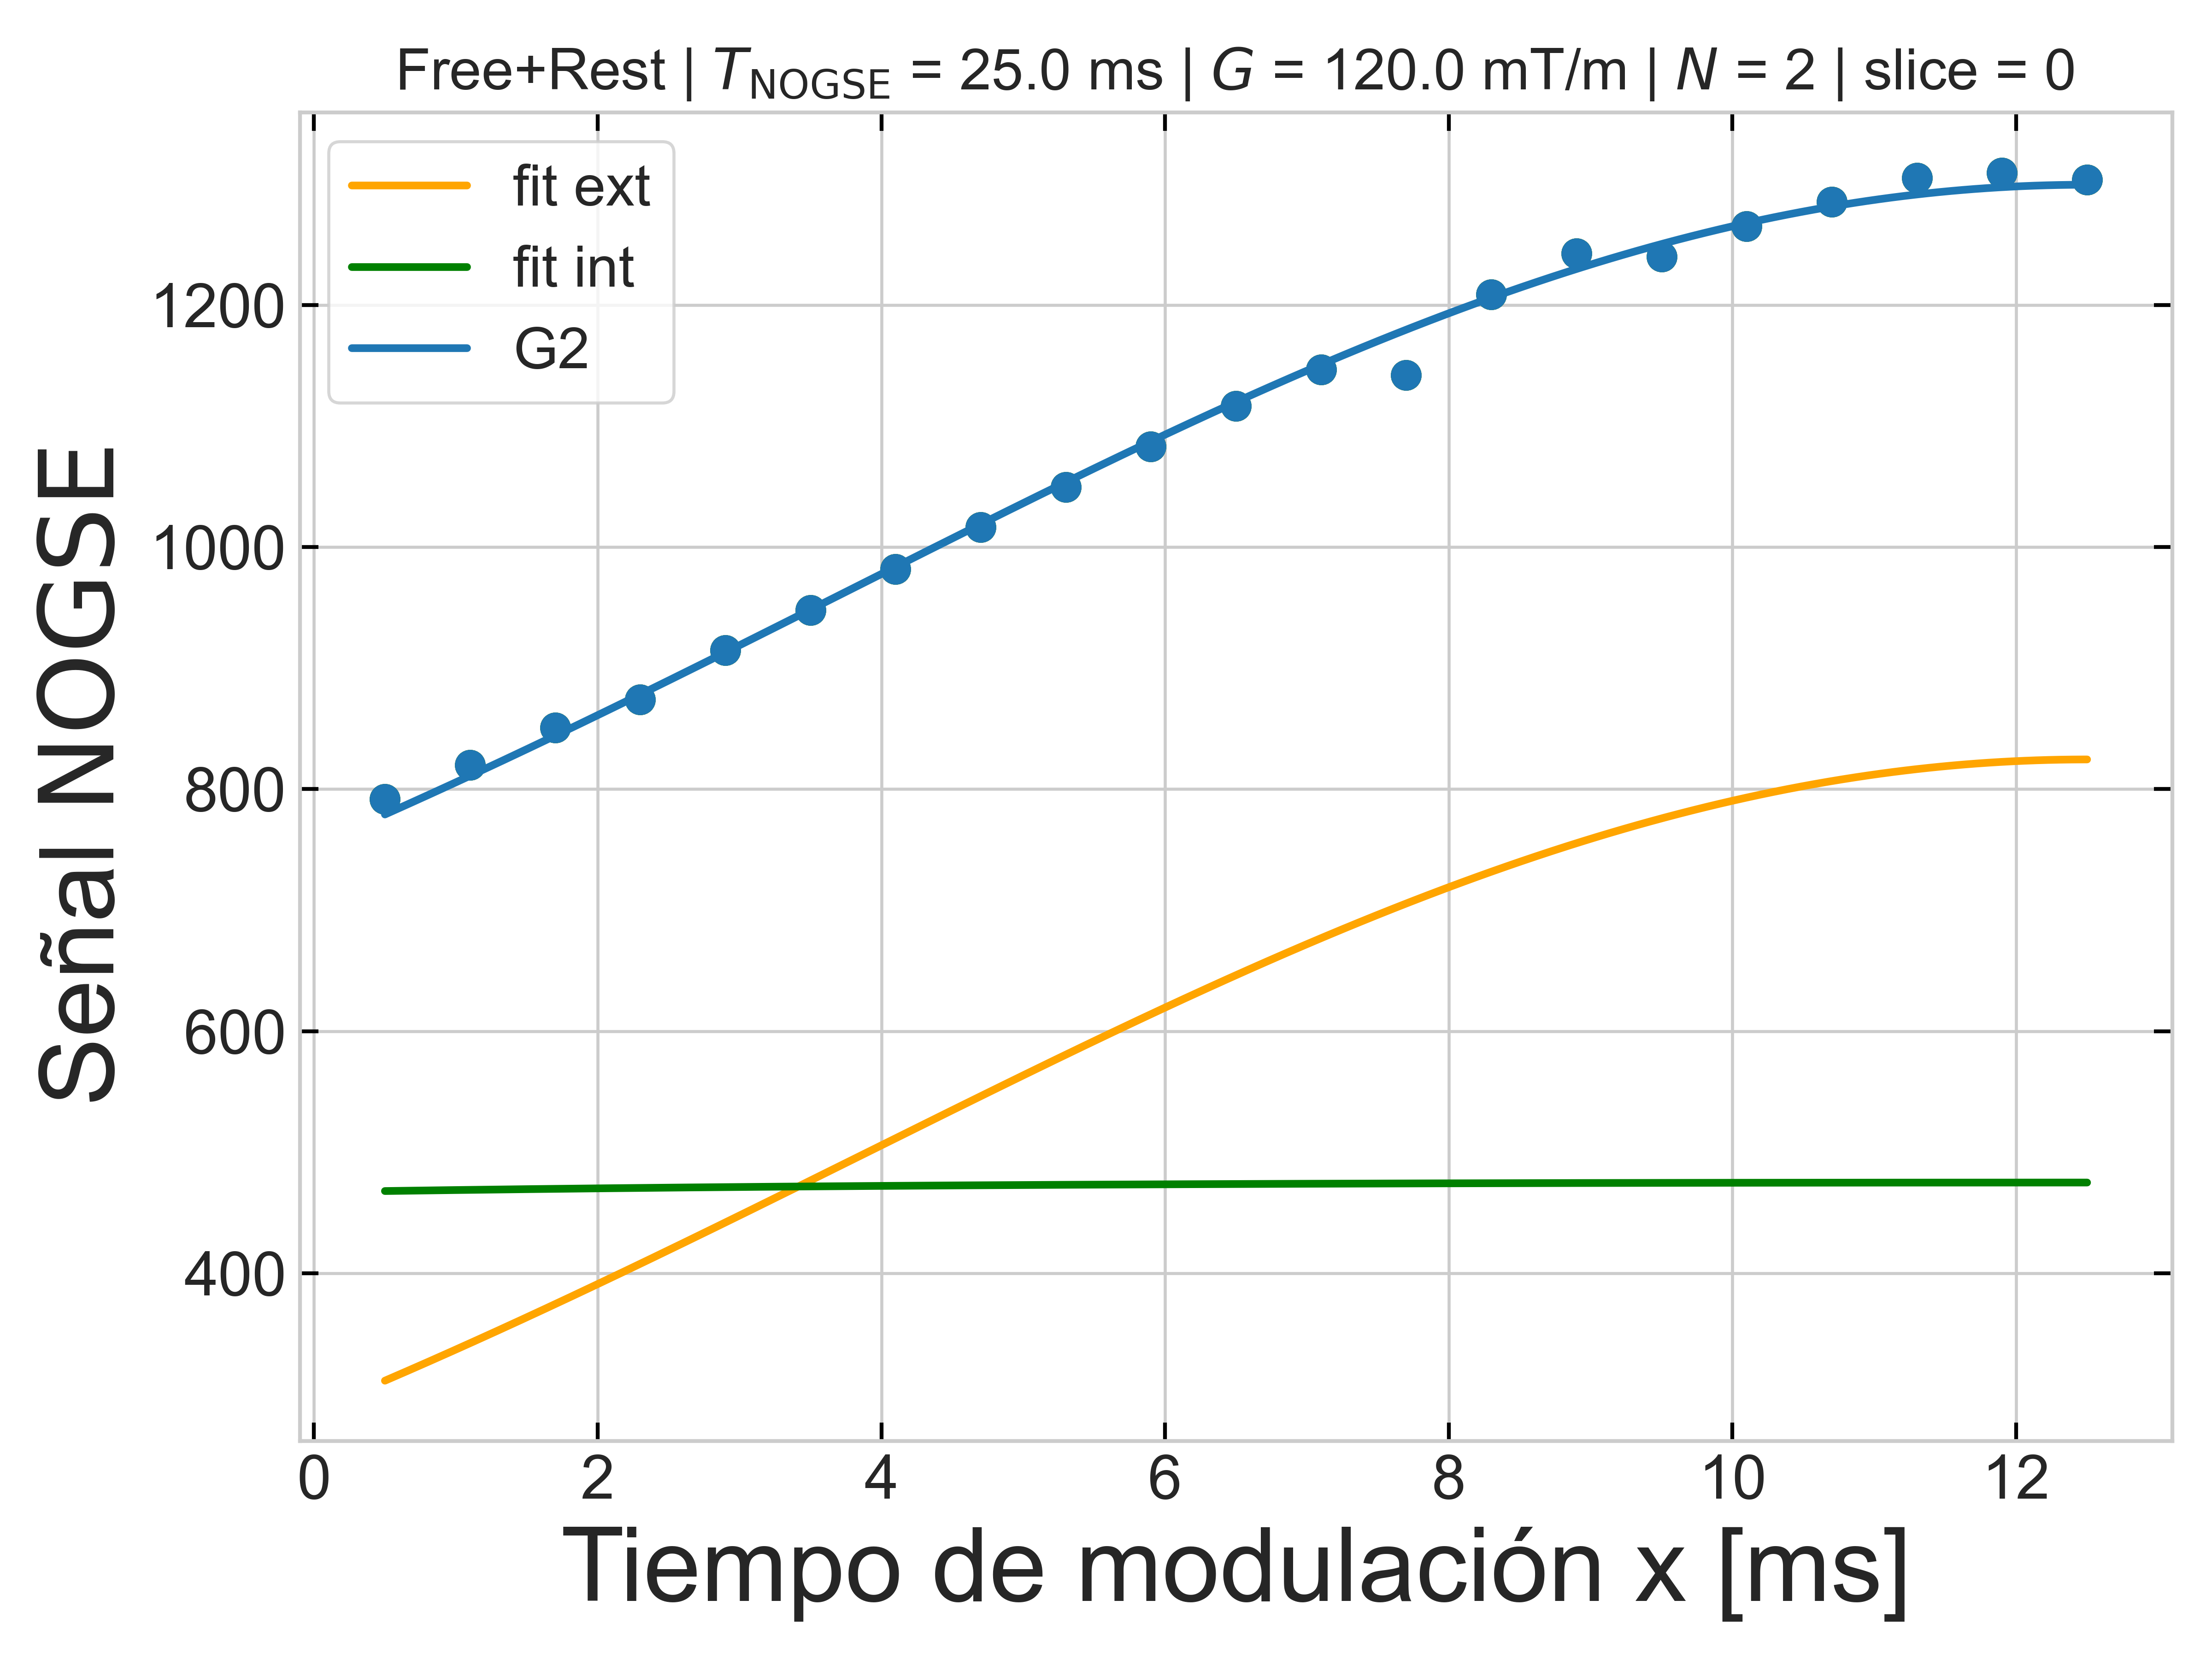 Free+Rest | T_NOGSE = 25.0 ms | G = 120.0 mT/m | N = 2 | slice = 0
fit ext
fit int
G2
Señal NOGSE
1200
1000
800
600
400
0 2 4 6 8 10 12
Tiempo de modulación x [ms]